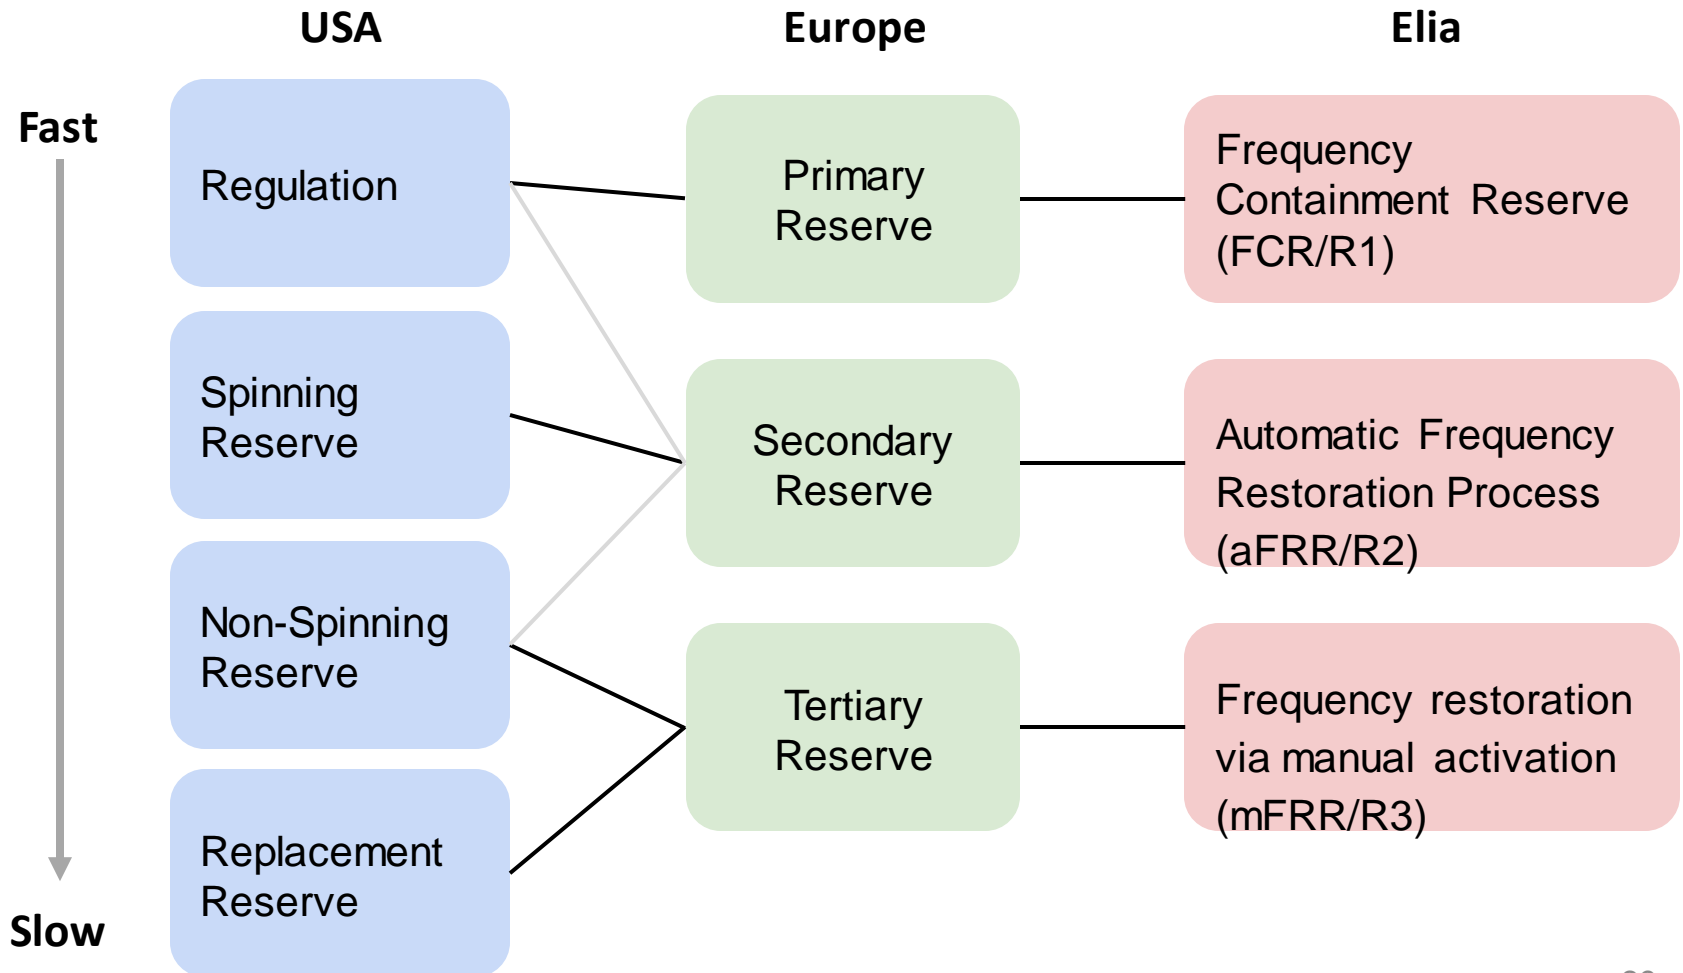 USA
Europe
Elia
Fast
Slow
Regulation
Spinning
Reserve
Non-Spinning
Reserve
Replacement
Reserve
Primary
Reserve
Secondary
Reserve
Tertiary
Reserve
Frequency
Containment Reserve
(FCR/R1)
Automatic Frequency
Restoration Process
(aFRR/R2)
Frequency restoration
via manual activation
(mFRR/R3)